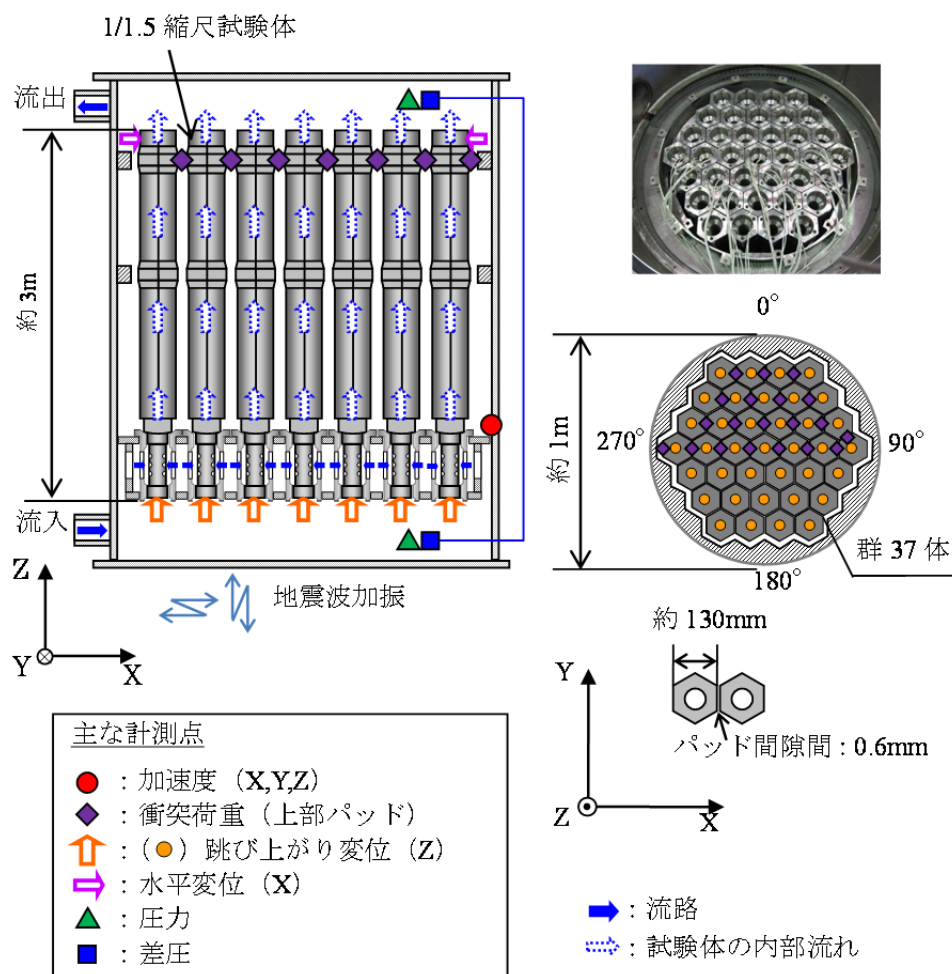 1/1.5 縮尺試験体
流出
約 3m
流入
Z
Y
X
地震波加振
0°
約 1m
270°
90°
180°
群 37 体
約 130mm
Y
パッド間隙間 : 0.6mm
Z
X
主な計測点
: 加速度（X,Y,Z）
: 衝突荷重（上部パッド）
:（ ）跳び上がり変位（Z）
: 水平変位（X）
: 圧力
: 差圧
: 流路
: 試験体の内部流れ